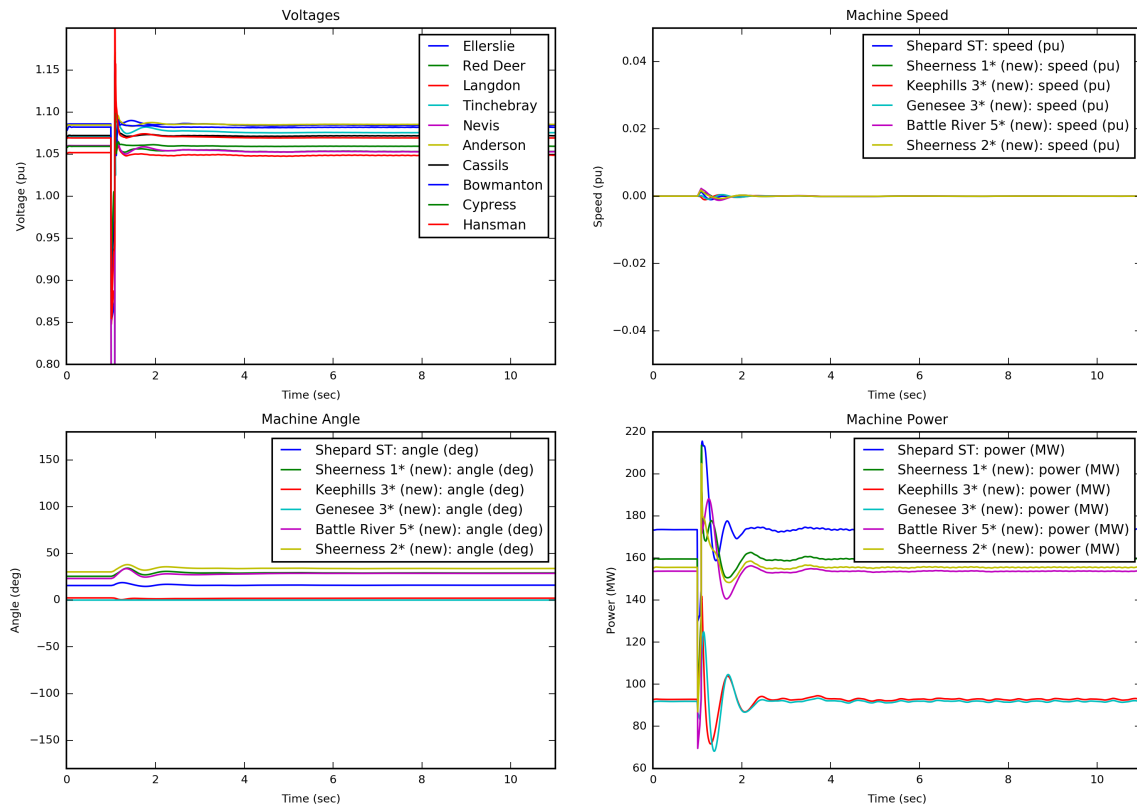 Voltages
1.15
1.10
1.05
1.00
0.95
0.90
0.85
0.80
Voltage (pu)
0 2 4 6 8 10
Time (sec)
Ellerslie
Red Deer
Langdon
Tinchebray
Nevis
Anderson
Cassils
Bowmanton
Cypress
Hansman
Machine Speed
0.04
0.02
0.00
−0.02
−0.04
Speed (pu)
0 2 4 6 8 10
Time (sec)
Shepard ST: speed (pu)
Sheerness 1* (new): speed (pu)
Keephills 3* (new): speed (pu)
Genesee 3* (new): speed (pu)
Battle River 5* (new): speed (pu)
Sheerness 2* (new): speed (pu)
Machine Angle
150
100
50
0
−50
−100
−150
Angle (deg)
0 2 4 6 8 10
Time (sec)
Shepard ST: angle (deg)
Sheerness 1* (new): angle (deg)
Keephills 3* (new): angle (deg)
Genesee 3* (new): angle (deg)
Battle River 5* (new): angle (deg)
Sheerness 2* (new): angle (deg)
Machine Power
220
200
180
160
140
120
100
80
60
Power (MW)
0 2 4 6 8 10
Time (sec)
Shepard ST: power (MW)
Sheerness 1* (new): power (MW)
Keephills 3* (new): power (MW)
Genesee 3* (new): power (MW)
Battle River 5* (new): power (MW)
Sheerness 2* (new): power (MW)